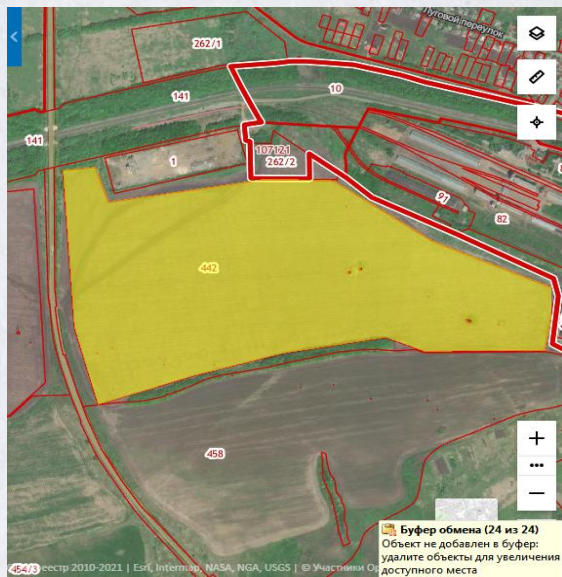 Луговой переулок
262/1
141
10
141
1
107121
262/2
91
82
442
458
454/3
естр 2010-2021 | Esri, Intermap, NASA, NGA, USGS | © Участники Op
Буфер обмена (24 из 24)
Объект не добавлен в буфер:
удалите объекты для увеличения
доступного места